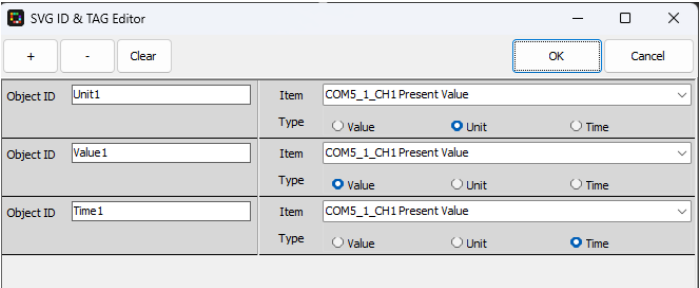 SVG ID & TAG Editor
+ - Clear OK Cancel
Object ID Unit1 Item COM5_1_CH1 Present Value
Type Value Unit Time
Object ID Value1 Item COM5_1_CH1 Present Value
Type Value Unit Time
Object ID Time1 Item COM5_1_CH1 Present Value
Type Value Unit Time